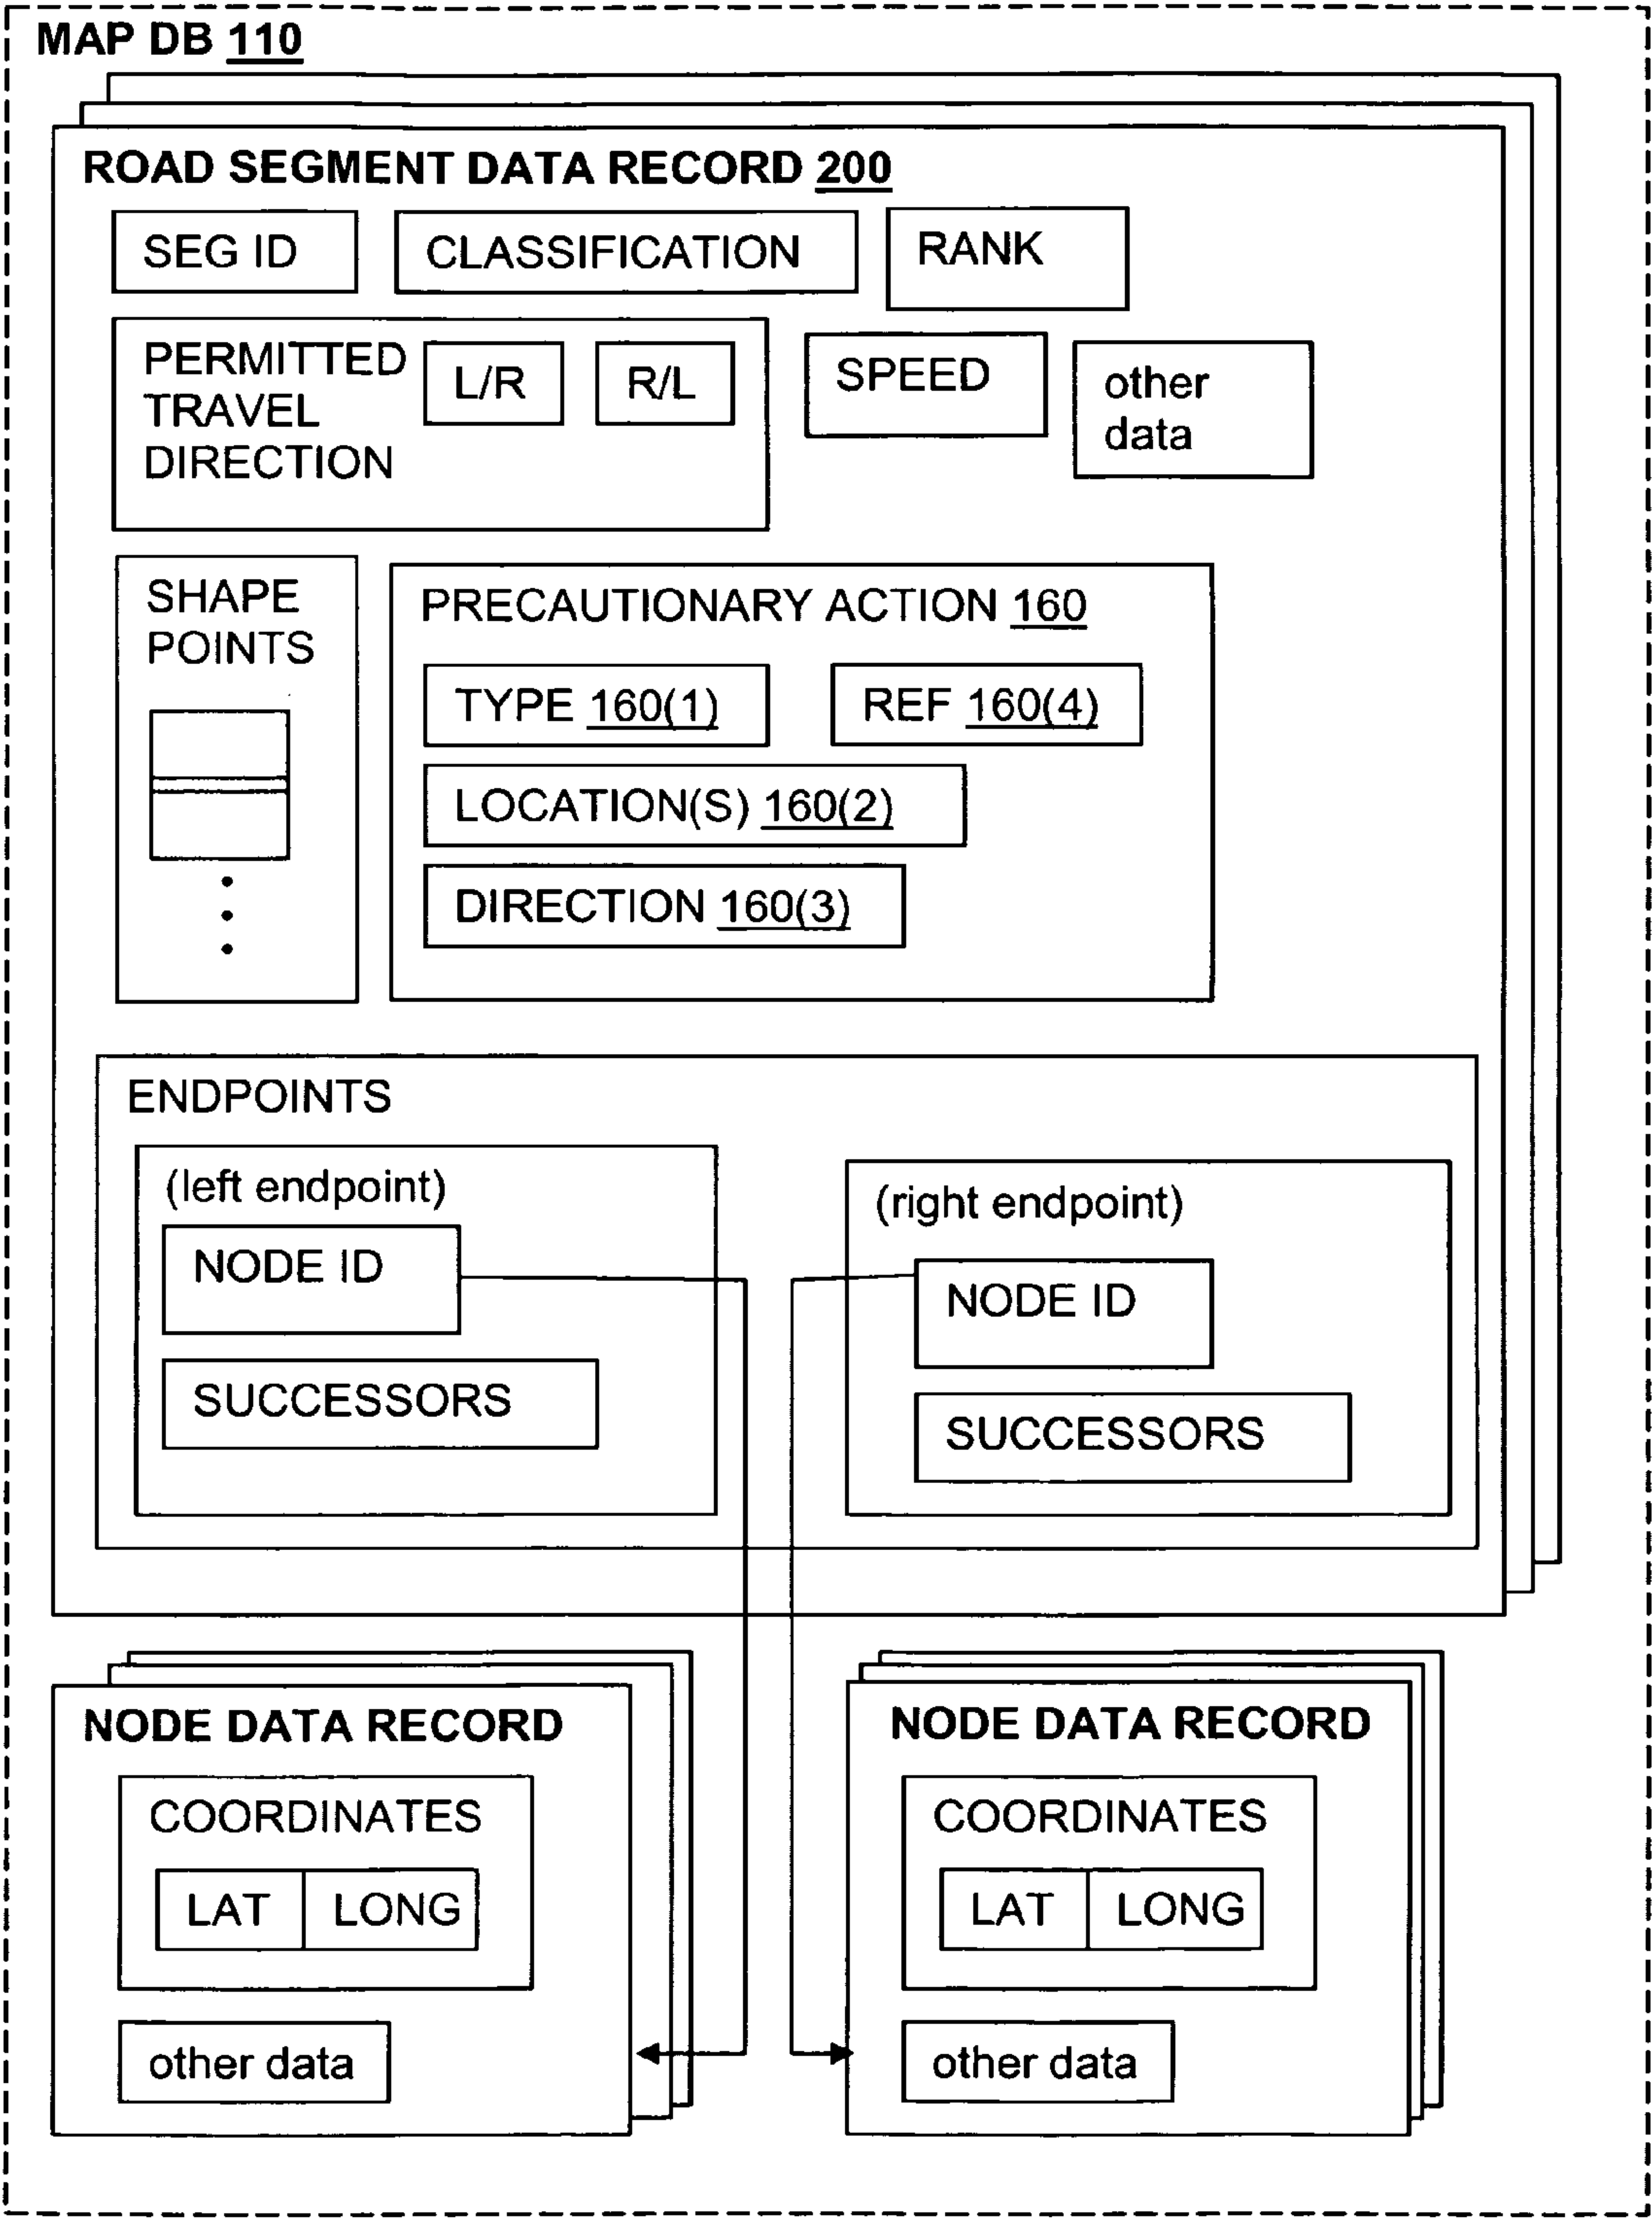 MAP DB 110
ROAD SEGMENT DATA RECORD 200
SEG ID
CLASSIFICATION
RANK
PERMITTED
TRAVEL
DIRECTION
L/R
R/L
SPEED
other
data
SHAPE
POINTS
PRECAUTIONARY ACTION 160
TYPE 160(1)
REF 160(4)
LOCATION(S) 160(2)
DIRECTION 160(3)
ENDPOINTS
(left endpoint)
NODE ID
SUCCESSORS
(right endpoint)
NODE ID
SUCCESSORS
NODE DATA RECORD
COORDINATES
LAT
LONG
other data
NODE DATA RECORD
COORDINATES
LAT
LONG
other data